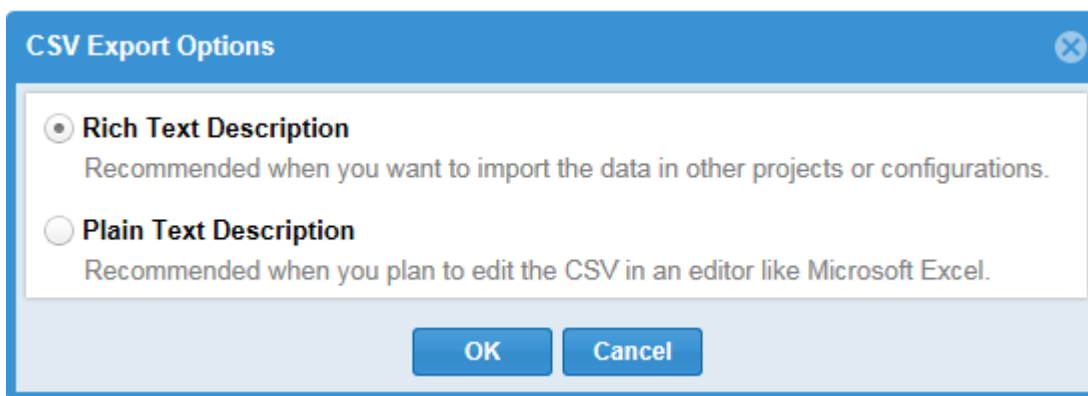 CSV Export Options
Rich Text Description
Recommended when you want to import the data in other projects or configurations.
Plain Text Description
Recommended when you plan to edit the CSV in an editor like Microsoft Excel.
OK Cancel